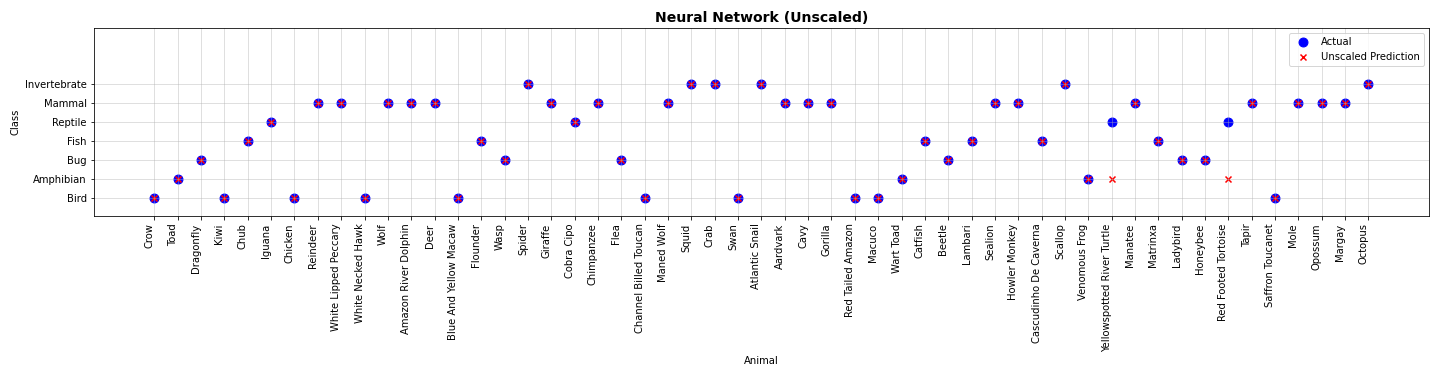 Neural Network (Unscaled)
Actual
Unscaled Prediction
Class
Invertebrate
Mammal
Reptile
Fish
Bug
Amphibian
Bird
Crow
Toad
Dragonfly
Kiwi
Chub
Iguana
Chicken
Reindeer
White Lipped Peccary
White Necked Hawk
Wolf
Amazon River Dolphin
Deer
Blue And Yellow Macaw
Flounder
Wasp
Spider
Giraffe
Cobra Cipo
Chimpanzee
Flea
Channel Billed Toucan
Maned Wolf
Squid
Crab
Swan
Atlantic Snail
Aardvark
Cavy
Gorilla
Red Tailed Amazon
Macuco
Wart Toad
Catfish
Beetle
Lambari
Sealion
Howler Monkey
Cascudinho De Caverna
Scallop
Venomous Frog
Yellowspotted River Turtle
Manatee
Matrinxa
Ladybird
Honeybee
Red Footed Tortoise
Tapir
Saffron Toucanet
Mole
Opossum
Margay
Octopus
Animal